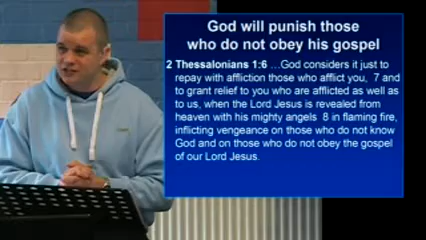 God will punish those
who do not obey his gospel
2 Thessalonians 1:6 …God considers it just to
repay with affliction those who afflict you,  7 and
to grant relief to you who are afflicted as well as
to us, when the Lord Jesus is revealed from
heaven with his mighty angels  8 in flaming fire,
inflicting vengeance on those who do not know
God and on those who do not obey the gospel
of our Lord Jesus.